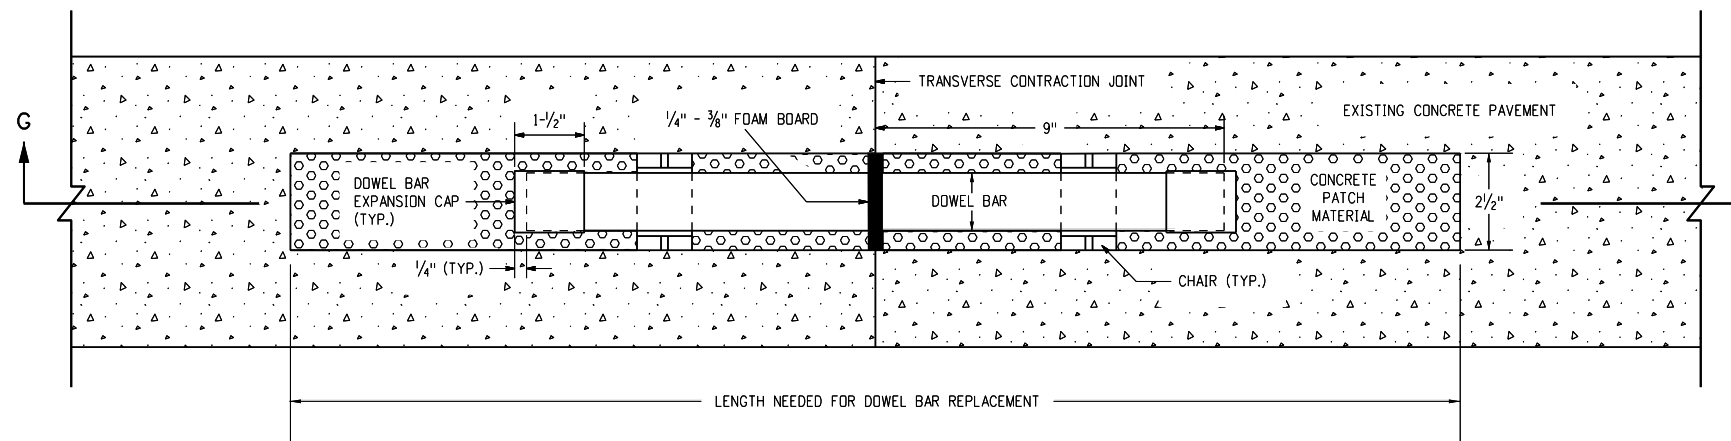 TRANSVERSE CONTRACTION JOINT
EXISTING CONCRETE PAVEMENT
G
1-½"
¼" - ⅜" FOAM BOARD
9"
DOWEL BAR
EXPANSION CAP
(TYP.)
DOWEL BAR
CONCRETE
PATCH
MATERIAL
2½"
¼" (TYP.)
CHAIR (TYP.)
LENGTH NEEDED FOR DOWEL BAR REPLACEMENT